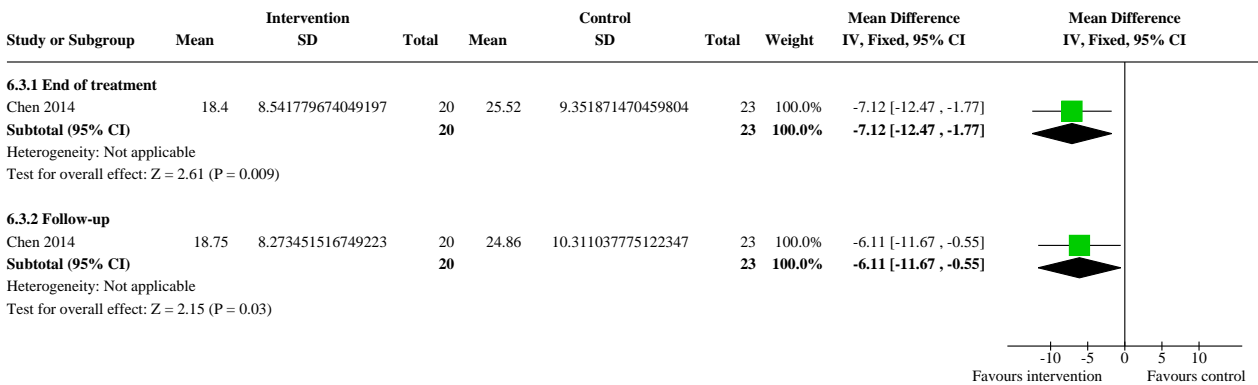 Intervention Control Mean Difference Mean Difference
Study or Subgroup Mean SD Total Mean SD Total Weight IV, Fixed, 95% CI IV, Fixed, 95% CI
6.3.1 End of treatment
Chen 2014 18.4 8.541779674049197 20 25.52 9.351871470459804 23 100.0% -7.12 [-12.47 , -1.77]
Subtotal (95% CI) 20 23 100.0% -7.12 [-12.47 , -1.77]
Heterogeneity: Not applicable
Test for overall effect: Z = 2.61 (P = 0.009)
6.3.2 Follow-up
Chen 2014 18.75 8.273451516749223 20 24.86 10.311037775122347 23 100.0% -6.11 [-11.67 , -0.55]
Subtotal (95% CI) 20 23 100.0% -6.11 [-11.67 , -0.55]
Heterogeneity: Not applicable
Test for overall effect: Z = 2.15 (P = 0.03)
-10 -5 0 5 10
Favours intervention Favours control